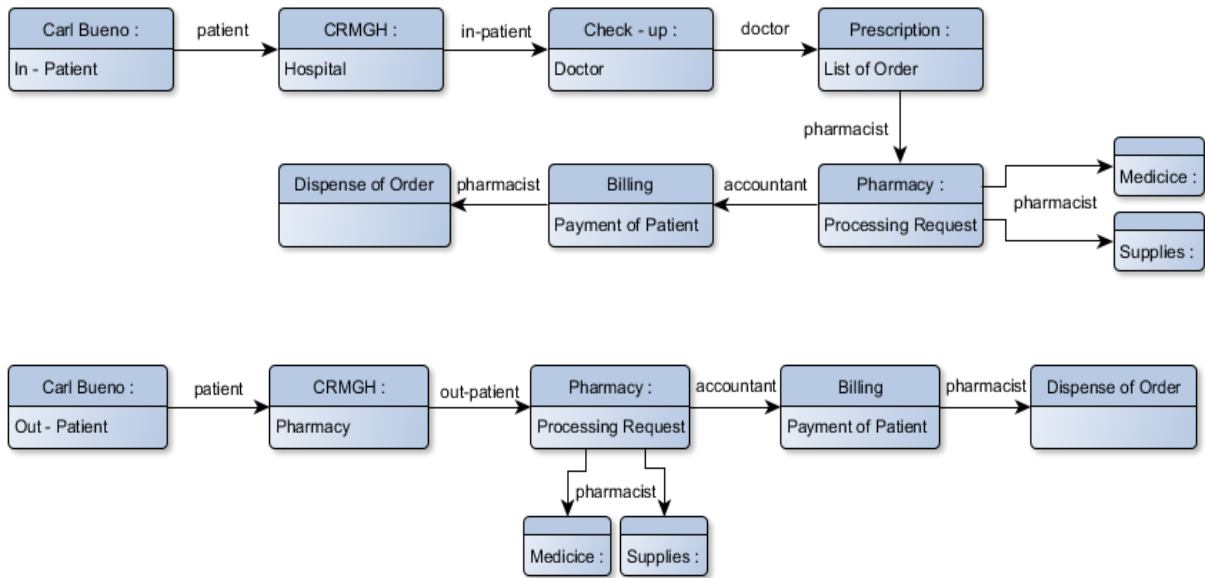 Carl Bueno :
In - Patient
patient
CRMGH :
Hospital
in-patient
Check - up :
Doctor
doctor
Prescription :
List of Order
pharmacist
Dispense of Order
pharmacist
Billing
Payment of Patient
accountant
Pharmacy :
Processing Request
pharmacist
Medicice :
Supplies :
Carl Bueno :
Out - Patient
patient
CRMGH :
Pharmacy
out-patient
Pharmacy :
Processing Request
accountant
Billing
Payment of Patient
pharmacist
Dispense of Order
pharmacist
Medicice :
Supplies :